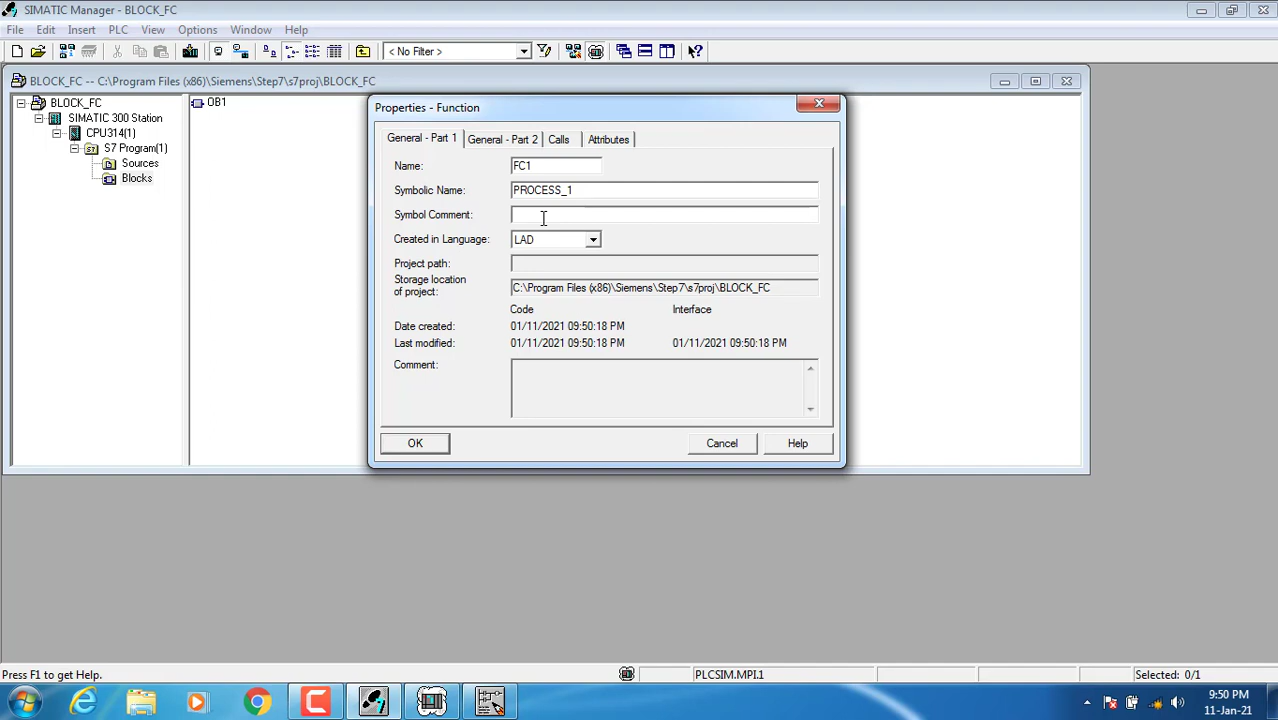 SIMATIC Manager - BLOCK_FC
File Edit Insert PLC View Options Window Help
< No Filter >
BLOCK_FC -- C:\Program Files (x86)\Siemens\Step7\s7proj\BLOCK_FC
BLOCK_FC
SIMATIC 300 Station
CPU314(1)
S7 Program(1)
Sources
Blocks
OB1
Properties - Function
General - Part 1 General - Part 2 Calls Attributes
Name: FC1
Symbolic Name: PROCESS_1
Symbol Comment:
Created in Language: LAD
Project path:
Storage location
of project: C:\Program Files (x86)\Siemens\Step7\s7proj\BLOCK_FC
Code Interface
Date created: 01/11/2021 09:50:18 PM
Last modified: 01/11/2021 09:50:18 PM 01/11/2021 09:50:18 PM
Comment:
OK Cancel Help
Press F1 to get Help. PLCSIM.MPI.1 Selected: 0/1
9:50 PM
11-Jan-21